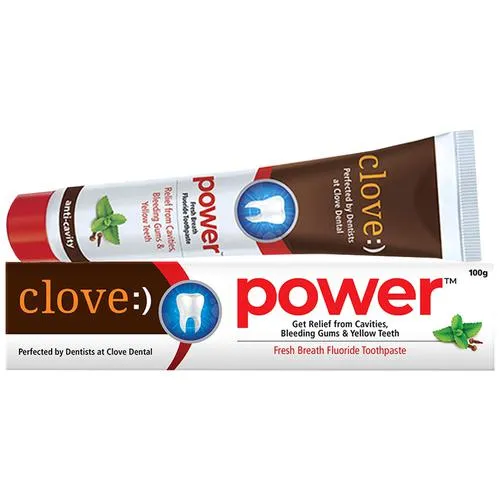 clove:)
Perfected by Dentists
at Clove Dental
power
Fresh Breath
Fluoride Toothpaste
Relief from Cavities,
Bleeding Gums &
Yellow Teeth
anti-cavity
100g
clove:)
power™
Get Relief from Cavities,
Bleeding Gums & Yellow Teeth
Perfected by Dentists at Clove Dental
Fresh Breath Fluoride Toothpaste